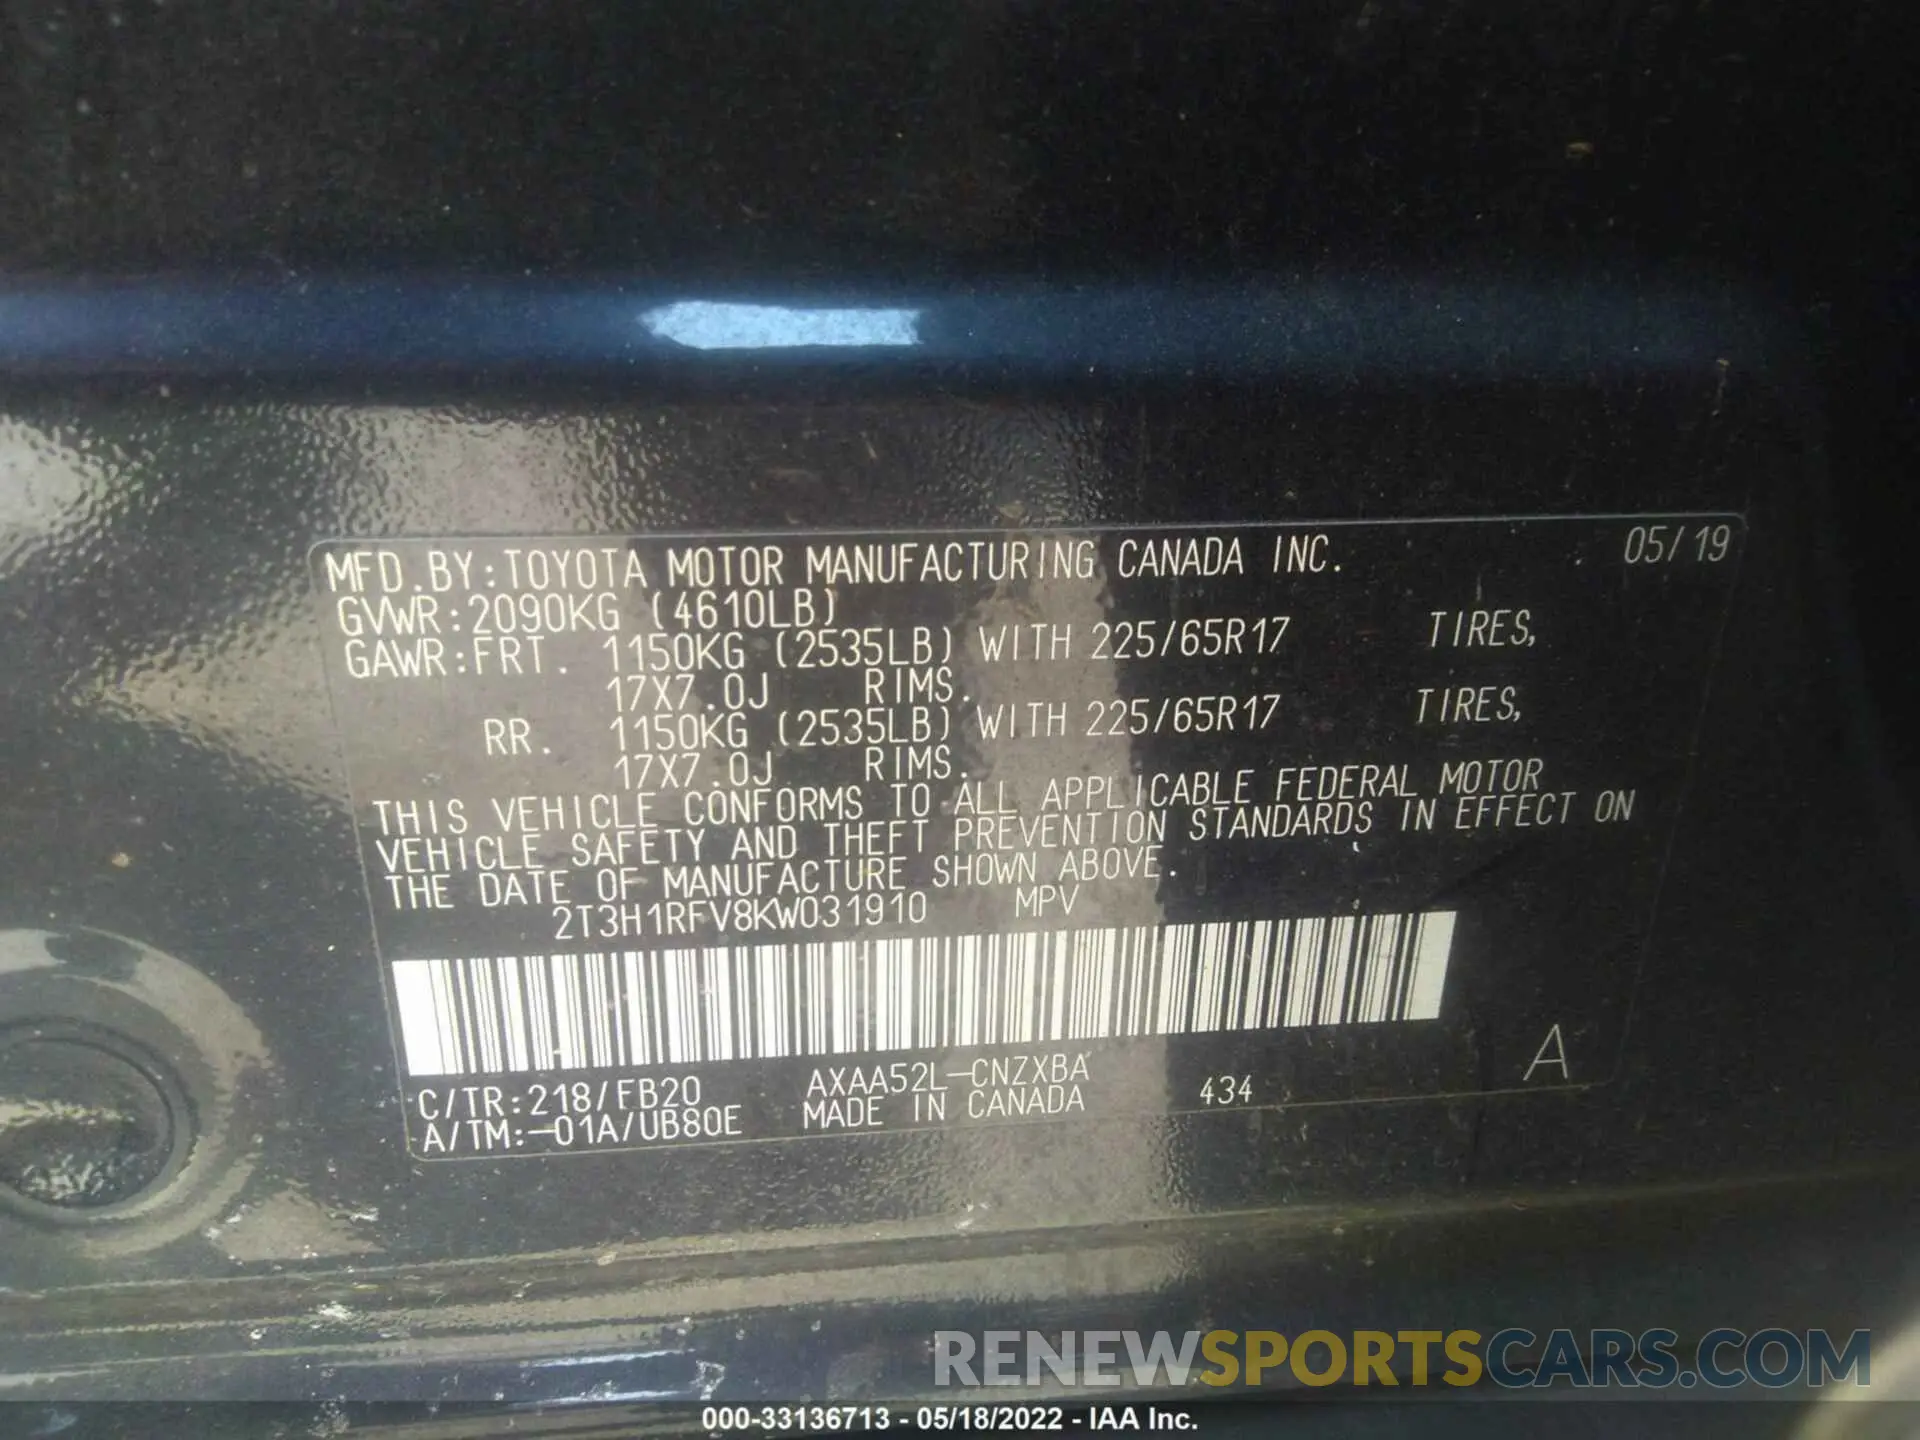 MFD.BY:TOYOTA MOTOR MANUFACTURING CANADA INC. 05/19
GVWR:2090KG (4610LB)
GAWR:FRT. 1150KG (2535LB) WITH 225/65R17 TIRES,
17X7.0J RIMS.
RR. 1150KG (2535LB) WITH 225/65R17 TIRES,
17X7.0J RIMS.
THIS VEHICLE CONFORMS TO ALL APPLICABLE FEDERAL MOTOR
VEHICLE SAFETY AND THEFT PREVENTION STANDARDS IN EFFECT ON
THE DATE OF MANUFACTURE SHOWN ABOVE.
2T3H1RFV8KW031910 MPV
C/TR:218/FB20 AXAA52L-CNZXBA 434 A
A/TM:-01A/UB80E MADE IN CANADA
RENEWSPORTSCARS.COM
000-33136713 - 05/18/2022 - IAA Inc.